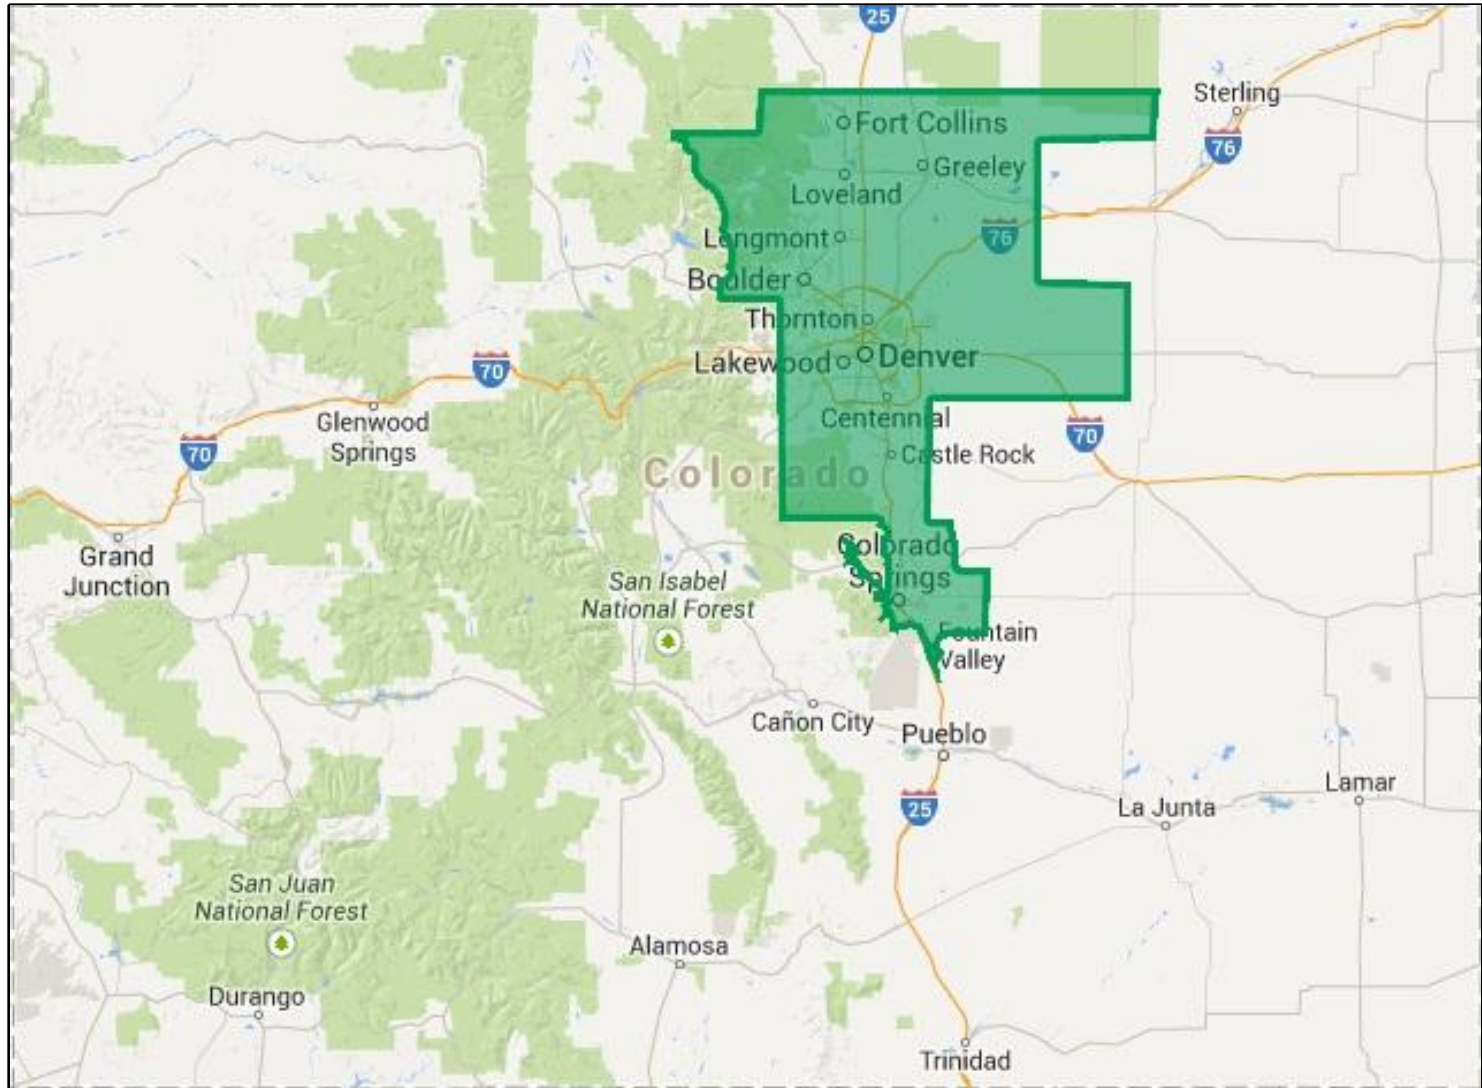 25
Sterling
76
Fort Collins
Greeley
Loveland
Longmont
76
Boulder
Thornton
Lakewood
Denver
70
Glenwood
Springs
Centennial
70
70
Castle Rock
Colorado
Grand
Junction
Colorado
Springs
San Isabel
National Forest
Fountain
Valley
Cañon City
Pueblo
25
La Junta
Lamar
San Juan
National Forest
Alamosa
Durango
Trinidad